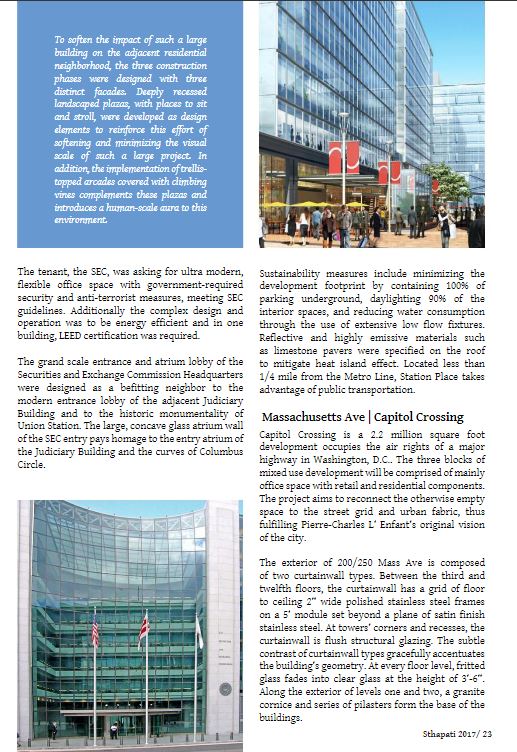 To soften the impact of such a large
building on the adjacent residential
neighborhood, the three construction
phases were designed with three
distinct facades. Deeply recessed
landscaped plazas, with places to sit
and stroll, were developed as design
elements to reinforce this effort of
softening and minimizing the visual
scale of such a large project. In
addition, the implementation of trellis-
topped arcades covered with climbing
vines complements these plazas and
introduces a human-scale aura to this
environment.
The tenant, the SEC, was asking for ultra modern,
flexible office space with government-required
security and anti-terrorist measures, meeting SEC
guidelines. Additionally the complex design and
operation was to be energy efficient and in one
building, LEED certification was required.
The grand scale entrance and atrium lobby of the
Securities and Exchange Commission Headquarters
were designed as a befitting neighbor to the
modern entrance lobby of the adjacent Judiciary
Building and to the historic monumentality of
Union Station. The large, concave glass atrium wall
of the SEC entry pays homage to the entry atrium of
the Judiciary Building and the curves of Columbus
Circle.
Sustainability measures include minimizing the
development footprint by containing 100% of
parking underground, daylighting 90% of the
interior spaces, and reducing water consumption
through the use of extensive low flow fixtures.
Reflective and highly emissive materials such
as limestone pavers were specified on the roof
to mitigate heat island effect. Located less than
1/4 mile from the Metro Line, Station Place takes
advantage of public transportation.
Massachusetts Ave | Capitol Crossing
Capitol Crossing is a 2.2 million square foot
development occupies the air rights of a major
highway in Washington, D.C.. The three blocks of
mixed use development will be comprised of mainly
office space with retail and residential components.
The project aims to reconnect the otherwise empty
space to the street grid and urban fabric, thus
fulfilling Pierre-Charles L' Enfant's original vision
of the city.
The exterior of 200/250 Mass Ave is composed
of two curtainwall types. Between the third and
twelfth floors, the curtainwall has a grid of floor
to ceiling 2" wide polished stainless steel frames
on a 5' module set beyond a plane of satin finish
stainless steel. At towers' corners and recesses, the
curtainwall is flush structural glazing. The subtle
contrast of curtainwall types gracefully accentuates
the building's geometry. At every floor level, fritted
glass fades into clear glass at the height of 3'-6".
Along the exterior of levels one and two, a granite
cornice and series of pilasters form the base of the
buildings.
Sthapati 2017/ 23